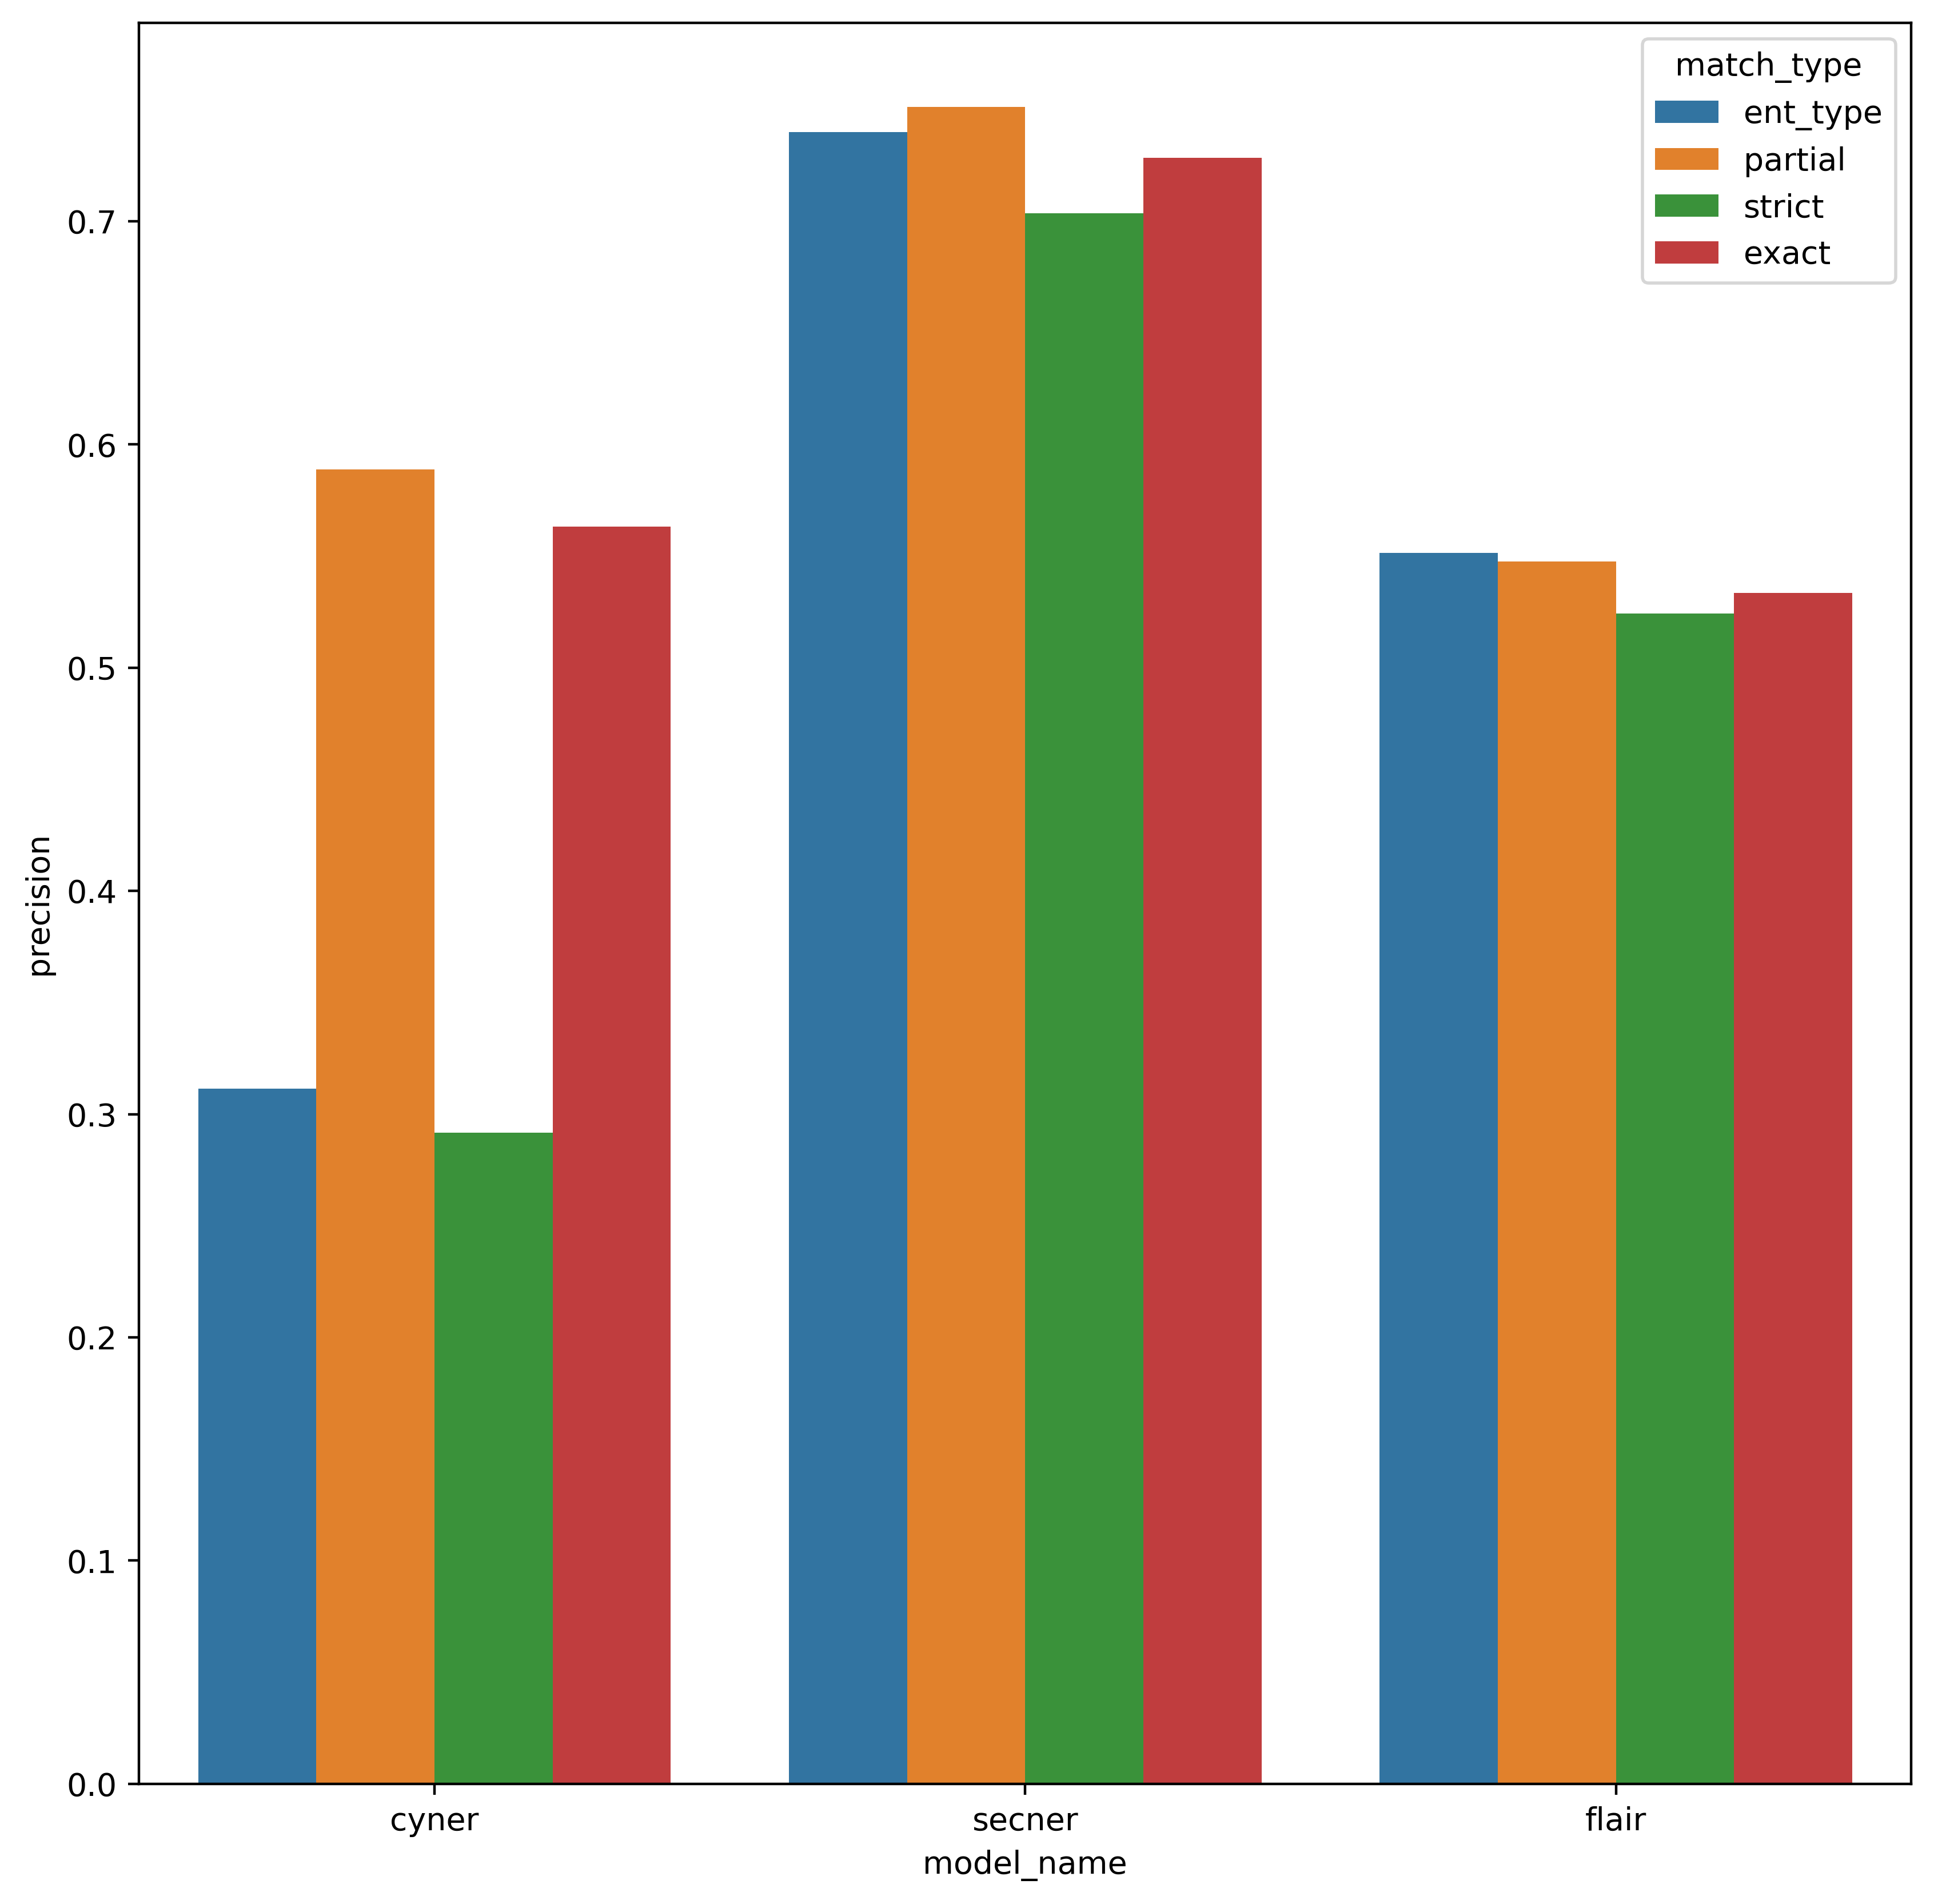 match_type
ent_type
partial
strict
exact
precision
0.7
0.6
0.5
0.4
0.3
0.2
0.1
0.0
cyner secner flair
model_name